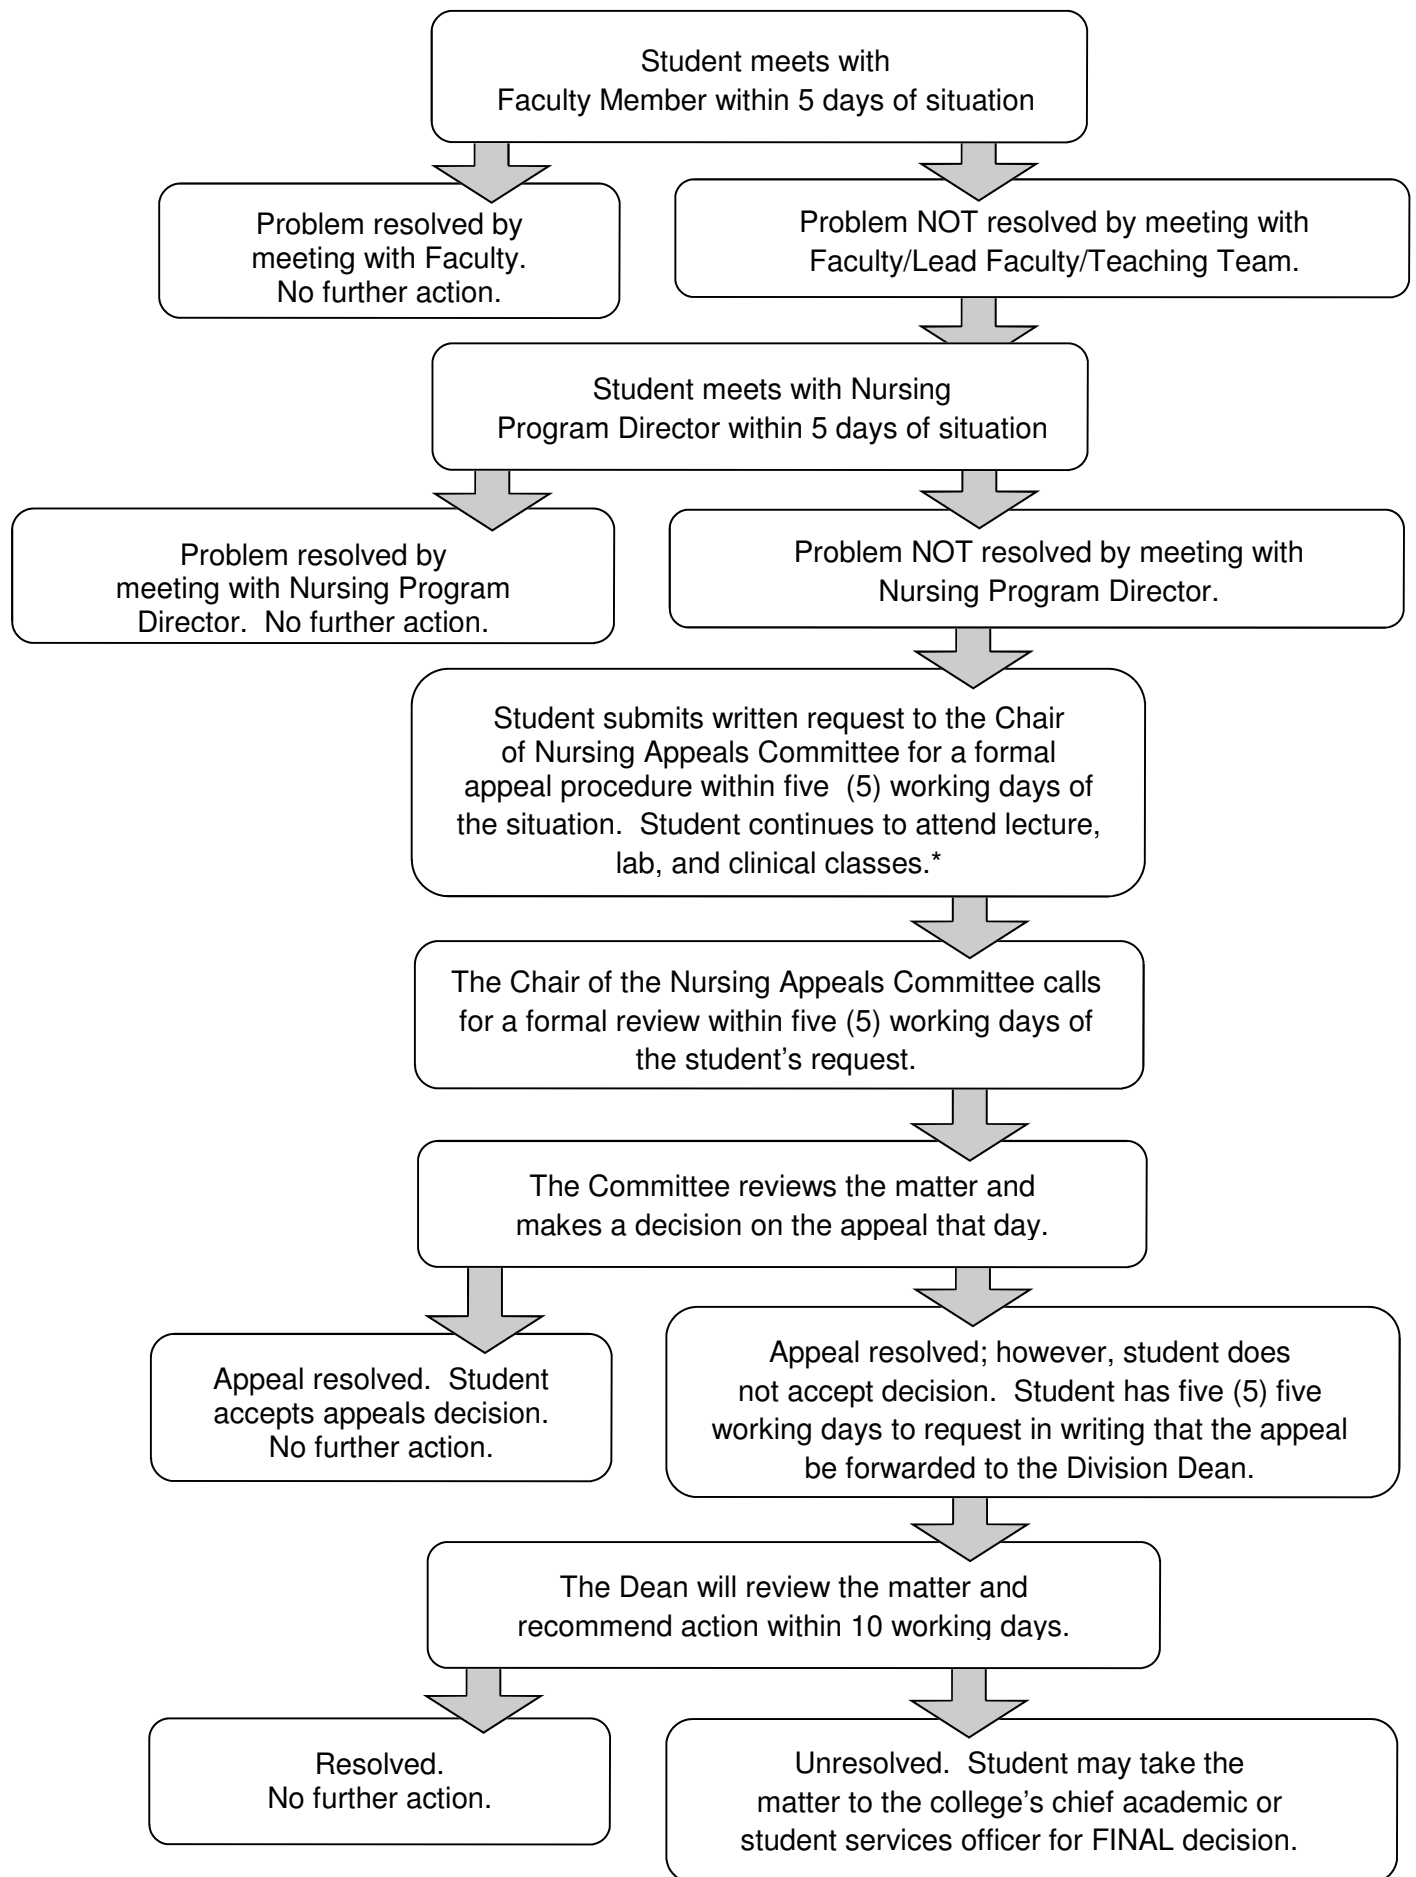 Student meets with
Faculty Member within 5 days of situation
Problem resolved by
meeting with Faculty.
No further action.
Problem NOT resolved by meeting with
Faculty/Lead Faculty/Teaching Team.
Student meets with Nursing
Program Director within 5 days of situation
Problem resolved by
meeting with Nursing Program
Director.  No further action.
Problem NOT resolved by meeting with
Nursing Program Director.
Student submits written request to the Chair
of Nursing Appeals Committee for a formal
appeal procedure within five  (5) working days of
the situation.  Student continues to attend lecture,
lab, and clinical classes.*
The Chair of the Nursing Appeals Committee calls
for a formal review within five (5) working days of
the student’s request.
The Committee reviews the matter and
makes a decision on the appeal that day.
Appeal resolved.  Student
accepts appeals decision.
No further action.
Appeal resolved; however, student does
not accept decision.  Student has five (5) five
working days to request in writing that the appeal
be forwarded to the Division Dean.
The Dean will review the matter and
recommend action within 10 working days.
Resolved.
No further action.
Unresolved.  Student may take the
matter to the college’s chief academic or
student services officer for FINAL decision.